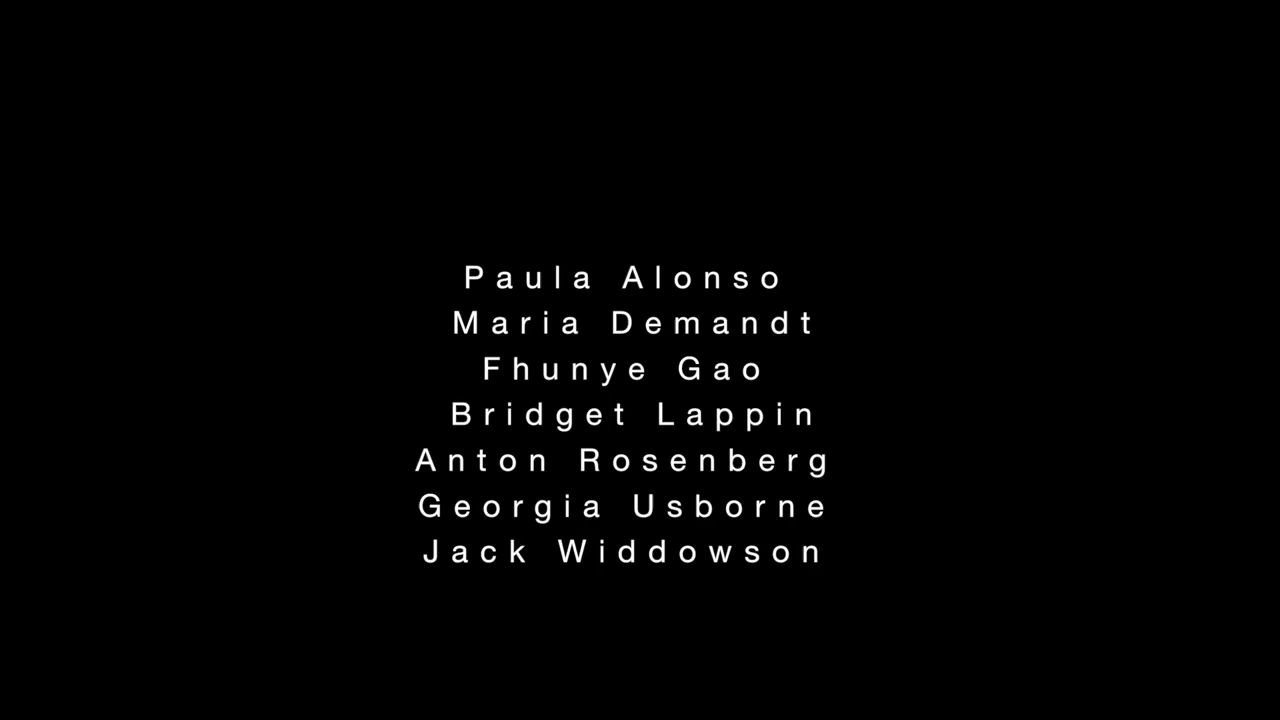 Paula Alonso
Maria Demandt
Fhunye Gao
Bridget Lappin
Anton Rosenberg
Georgia Usborne
Jack Widdowson